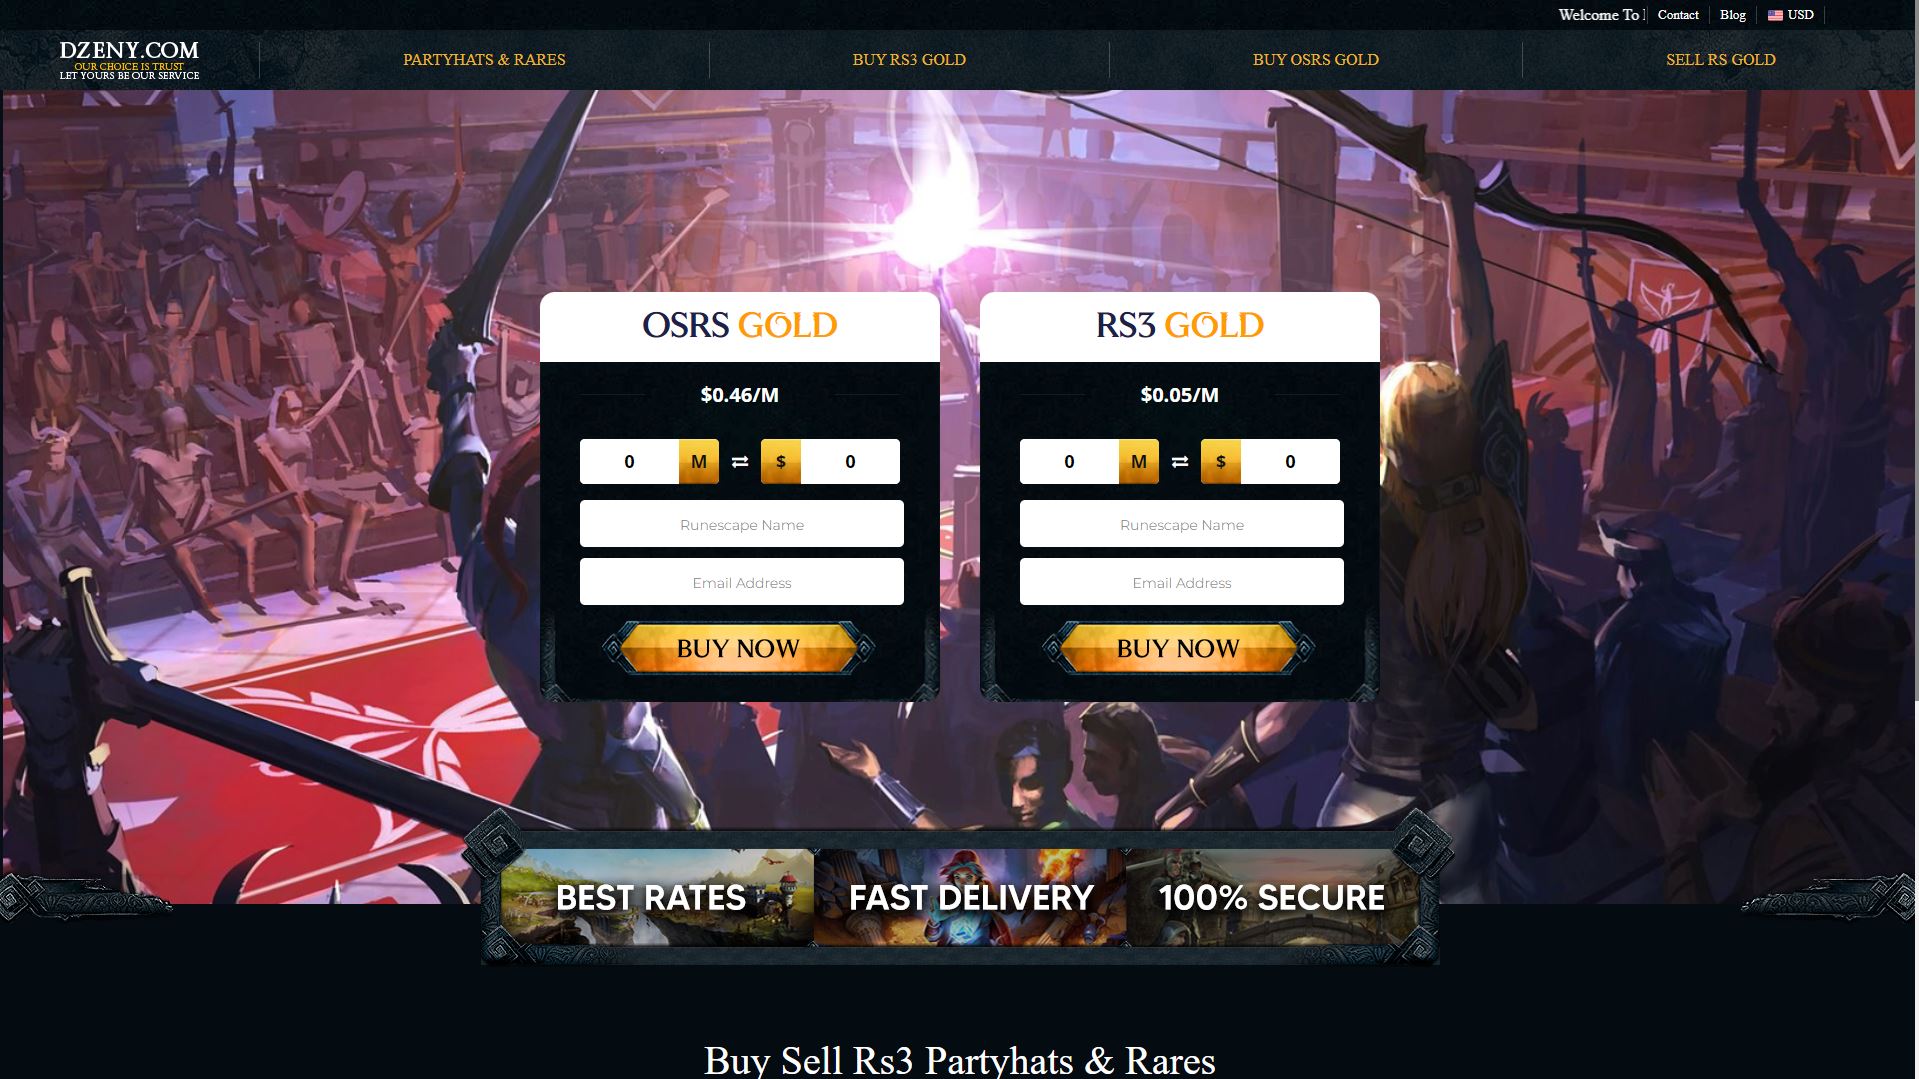 Welcome To
Contact
Blog
USD
DZENY.COM
OUR CHOICE IS TRUST
LET YOURS BE OUR SERVICE
PARTYHATS & RARES
BUY RS3 GOLD
BUY OSRS GOLD
SELL RS GOLD
OSRS GOLD
$0.46/M
0 M ⇄ $ 0
Runescape Name
Email Address
BUY NOW
RS3 GOLD
$0.05/M
0 M ⇄ $ 0
Runescape Name
Email Address
BUY NOW
BEST RATES
FAST DELIVERY
100% SECURE
Buy Sell Rs3 Partyhats & Rares